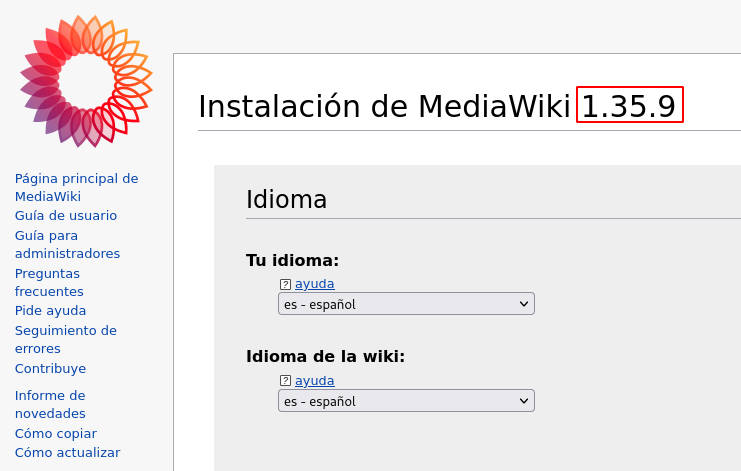 Instalación de MediaWiki 1.35.9
Página principal de
MediaWiki
Guía de usuario
Guía para
administradores
Preguntas
frecuentes
Pide ayuda
Seguimiento de
errores
Contribuye
Informe de
novedades
Cómo copiar
Cómo actualizar
Idioma
Tu idioma:
? ayuda
es - español
Idioma de la wiki:
? ayuda
es - español